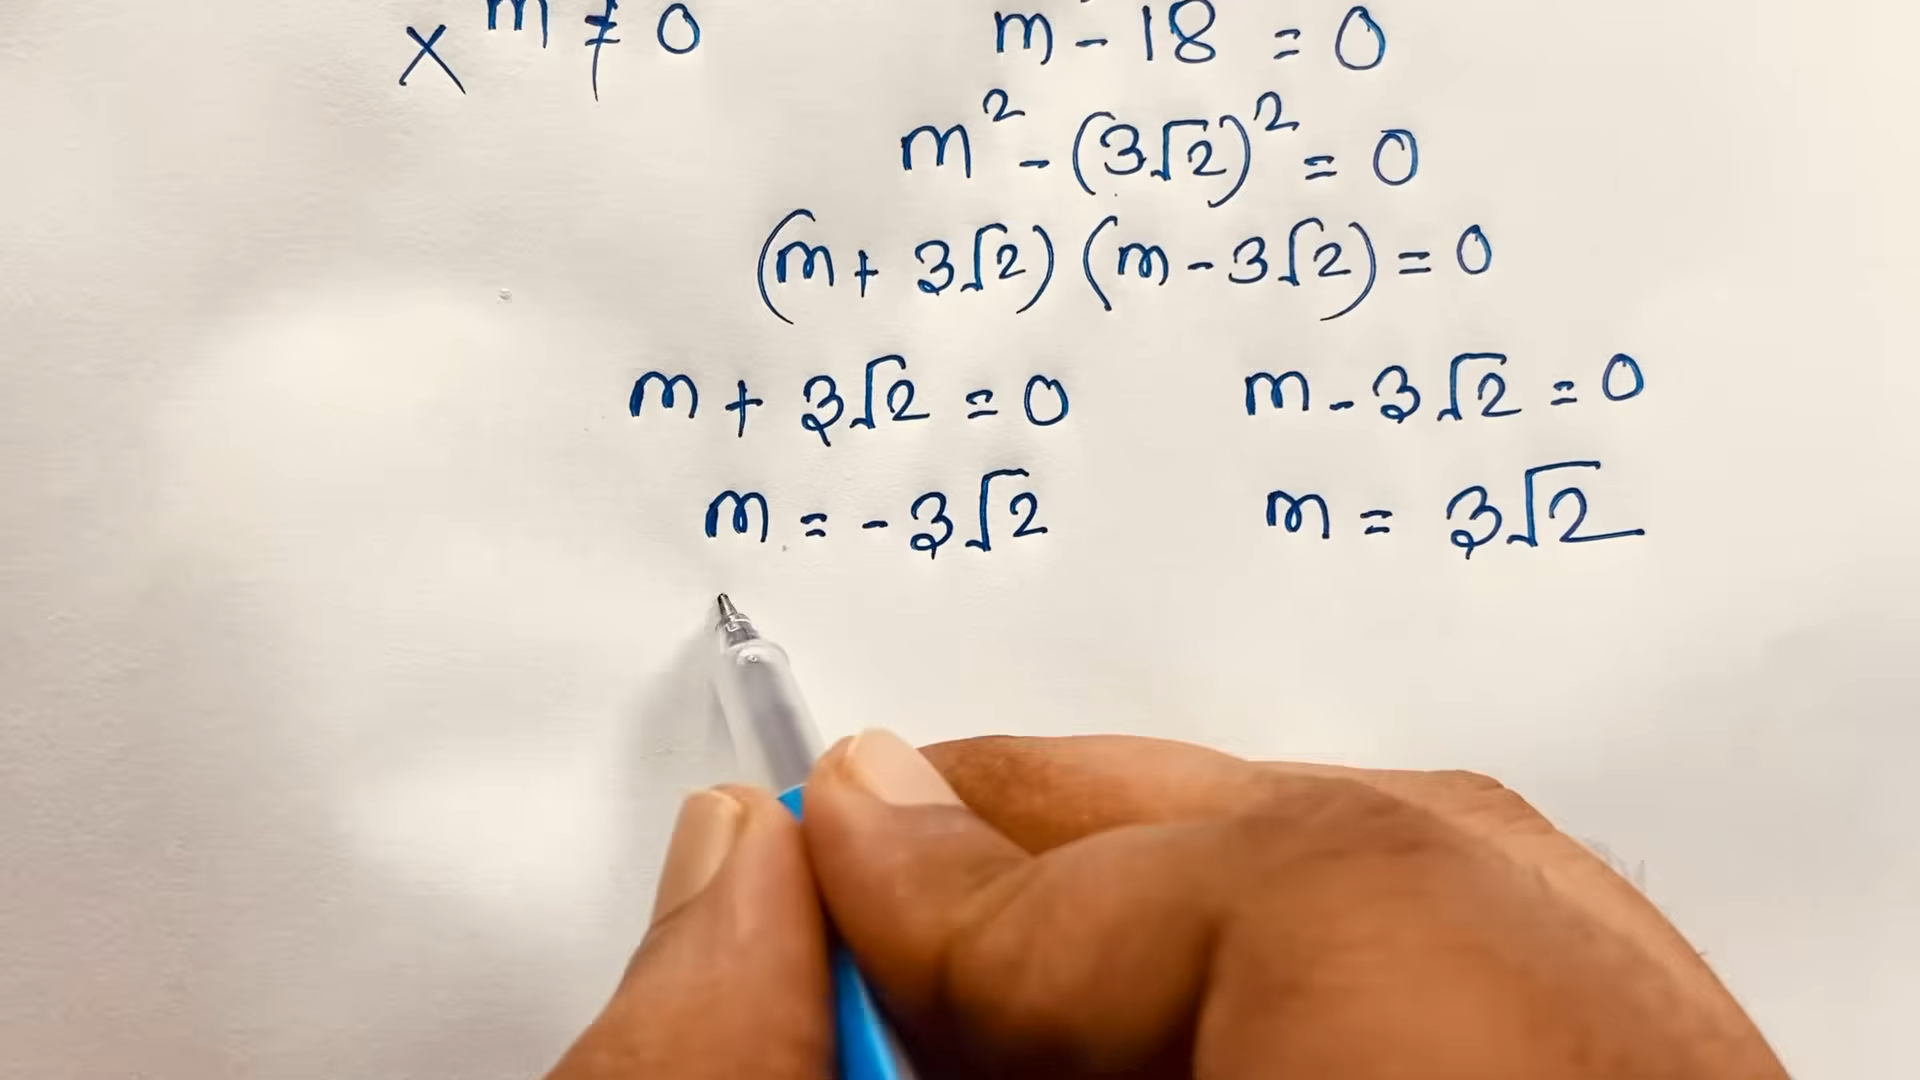 × m ≠ 0
m - 18 = 0
m² - (3√2)² = 0
(m + 3√2) (m - 3√2) = 0
m + 3√2 = 0
m - 3√2 = 0
m = -3√2
m = 3√2